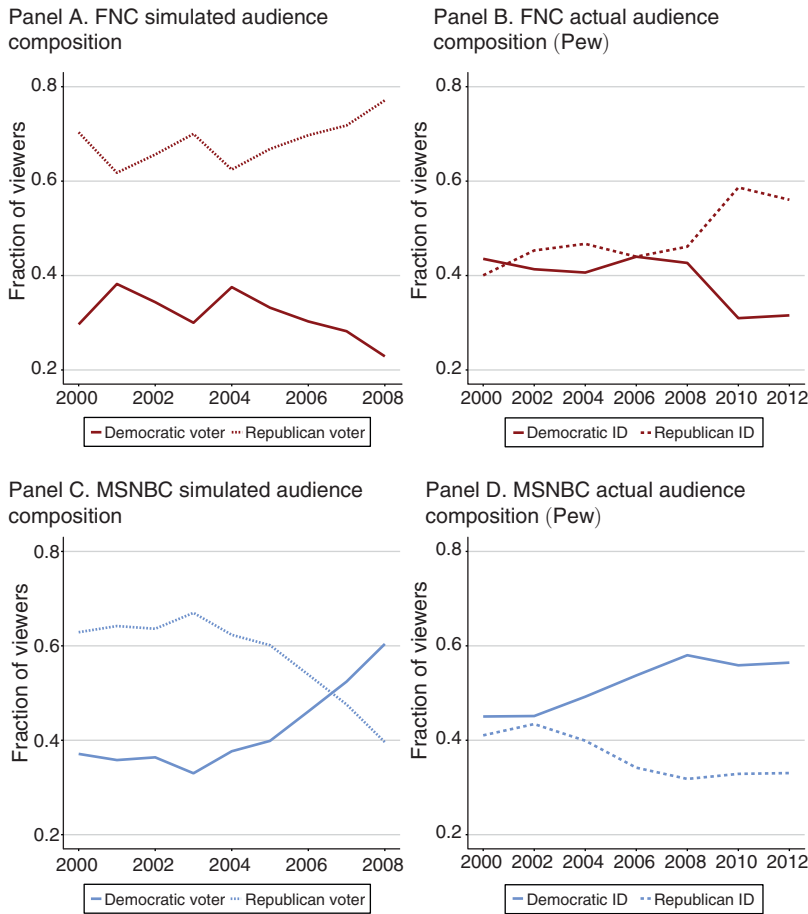 Panel A. FNC simulated audience
composition
Fraction of viewers
0.8
0.6
0.4
0.2
2000 2002 2004 2006 2008
Democratic voter Republican voter
Panel B. FNC actual audience
composition (Pew)
Fraction of viewers
0.8
0.6
0.4
0.2
2000 2002 2004 2006 2008 2010 2012
Democratic ID Republican ID
Panel C. MSNBC simulated audience
composition
Fraction of viewers
0.8
0.6
0.4
0.2
2000 2002 2004 2006 2008
Democratic voter Republican voter
Panel D. MSNBC actual audience
composition (Pew)
Fraction of viewers
0.8
0.6
0.4
0.2
2000 2002 2004 2006 2008 2010 2012
Democratic ID Republican ID